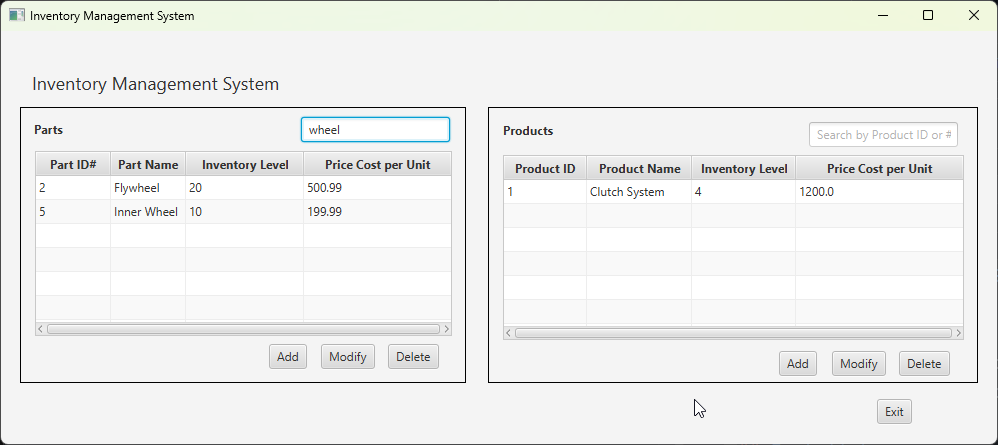 Inventory Management System
Inventory Management System
Parts
wheel
Part ID# Part Name Inventory Level Price Cost per Unit
2 Flywheel 20 500.99
5 Inner Wheel 10 199.99
Add Modify Delete
Products
Search by Product ID or #
Product ID Product Name Inventory Level Price Cost per Unit
1 Clutch System 4 1200.0
Add Modify Delete
Exit